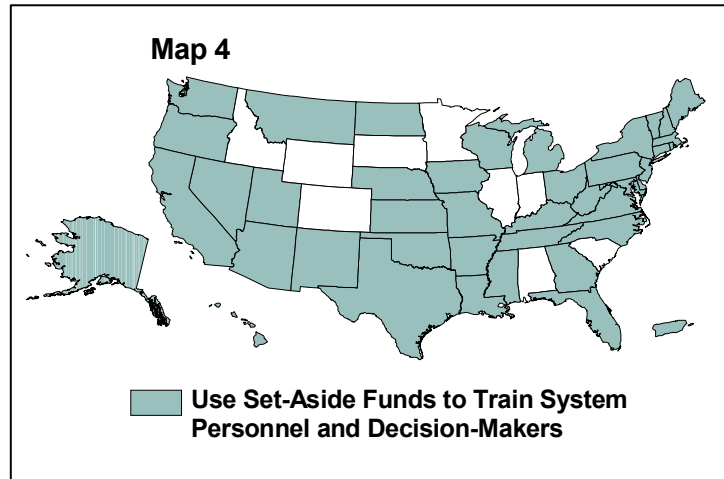 Map 4
Use Set-Aside Funds to Train System
Personnel and Decision-Makers